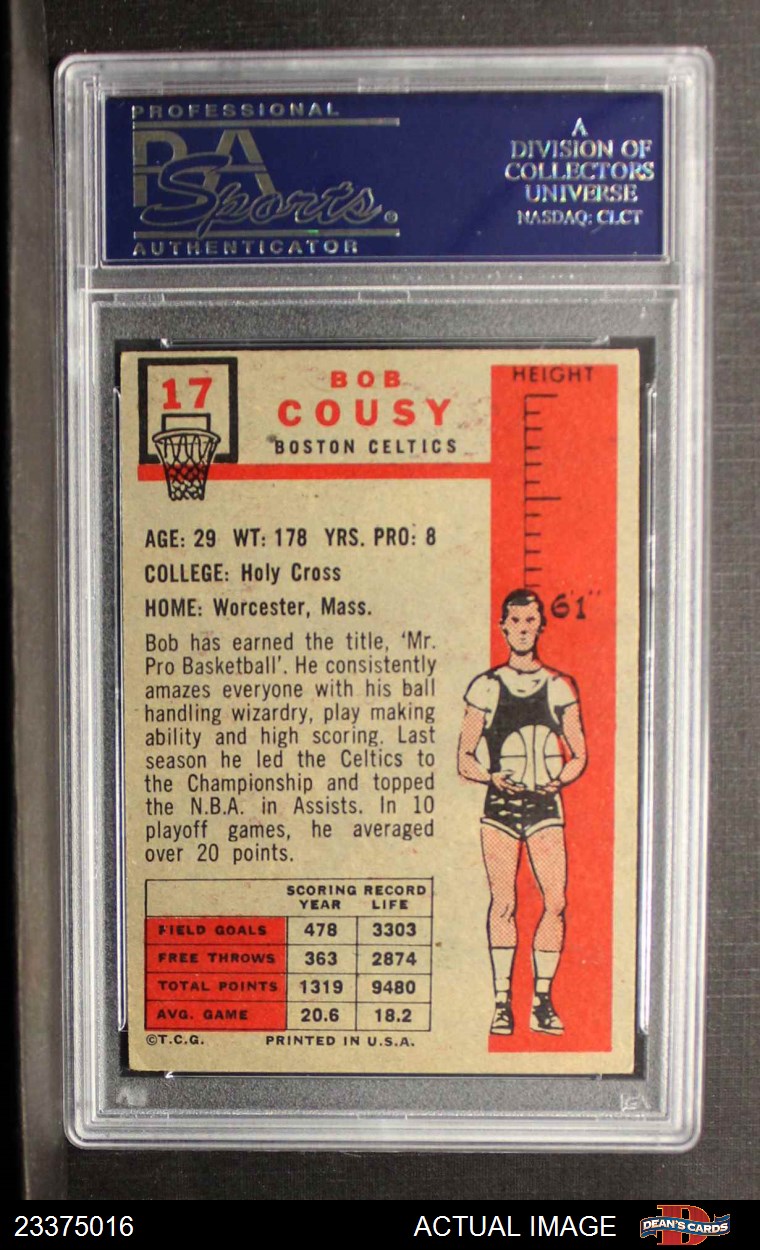 PROFESSIONAL
PSA
Sports®
AUTHENTICATOR
A
DIVISION OF
COLLECTORS
UNIVERSE
NASDAQ: CLCT
17
BOB
COUSY
BOSTON CELTICS
HEIGHT
6'1"
AGE: 29 WT: 178 YRS. PRO: 8
COLLEGE: Holy Cross
HOME: Worcester, Mass.
Bob has earned the title, 'Mr.
Pro Basketball'. He consistently
amazes everyone with his ball
handling wizardry, play making
ability and high scoring. Last
season he led the Celtics to
the Championship and topped
the N.B.A. in Assists. In 10
playoff games, he averaged
over 20 points.
SCORING RECORD
YEAR LIFE
FIELD GOALS 478 3303
FREE THROWS 363 2874
TOTAL POINTS 1319 9480
AVG. GAME 20.6 18.2
©T.C.G. PRINTED IN U.S.A.
23375016 ACTUAL IMAGE DEAN'S CARDS